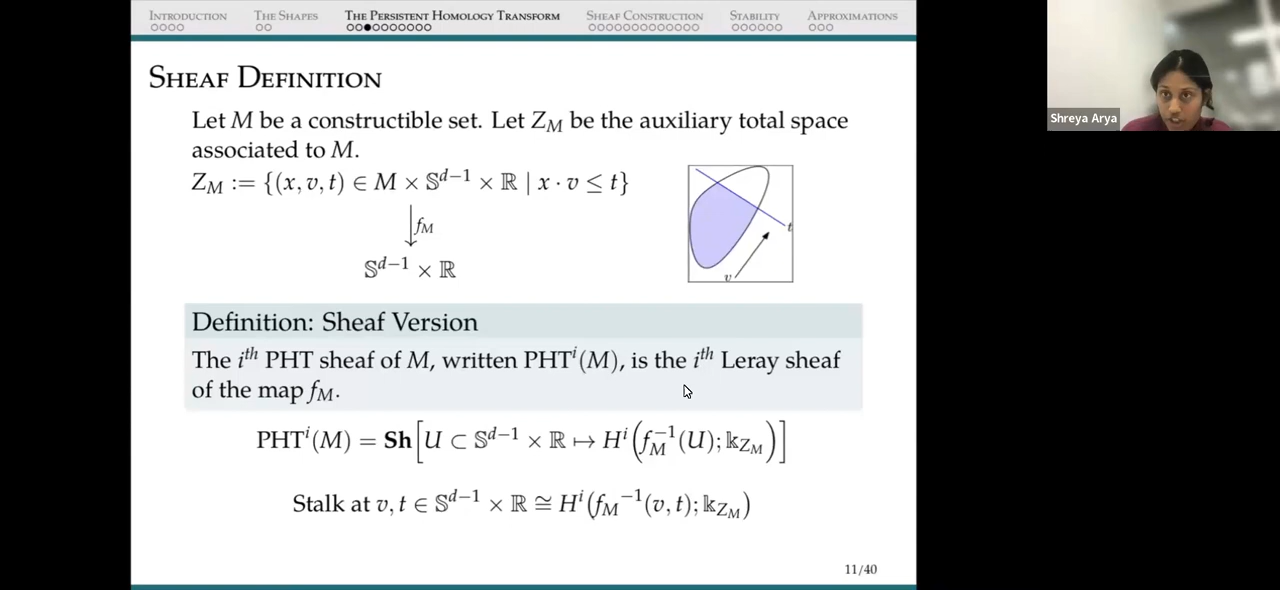 Introduction The Shapes The Persistent Homology Transform Sheaf Construction Stability Approximations
Sheaf Definition
Let M be a constructible set. Let Z_M be the auxiliary total space
associated to M.
Z_M := {(x, v, t) ∈ M × 𝕊^{d−1} × ℝ | x · v ≤ t}
f_M
𝕊^{d−1} × ℝ
t
v
Definition: Sheaf Version
The i^{th} PHT sheaf of M, written PHT^i(M), is the i^{th} Leray sheaf
of the map f_M.
PHT^i(M) = Sh[U ⊂ 𝕊^{d−1} × ℝ ↦ H^i(f_M^{−1}(U); 𝕜_{Z_M})]
Stalk at v, t ∈ 𝕊^{d−1} × ℝ ≅ H^i(f_M^{−1}(v, t); 𝕜_{Z_M})
11/40
Shreya Arya